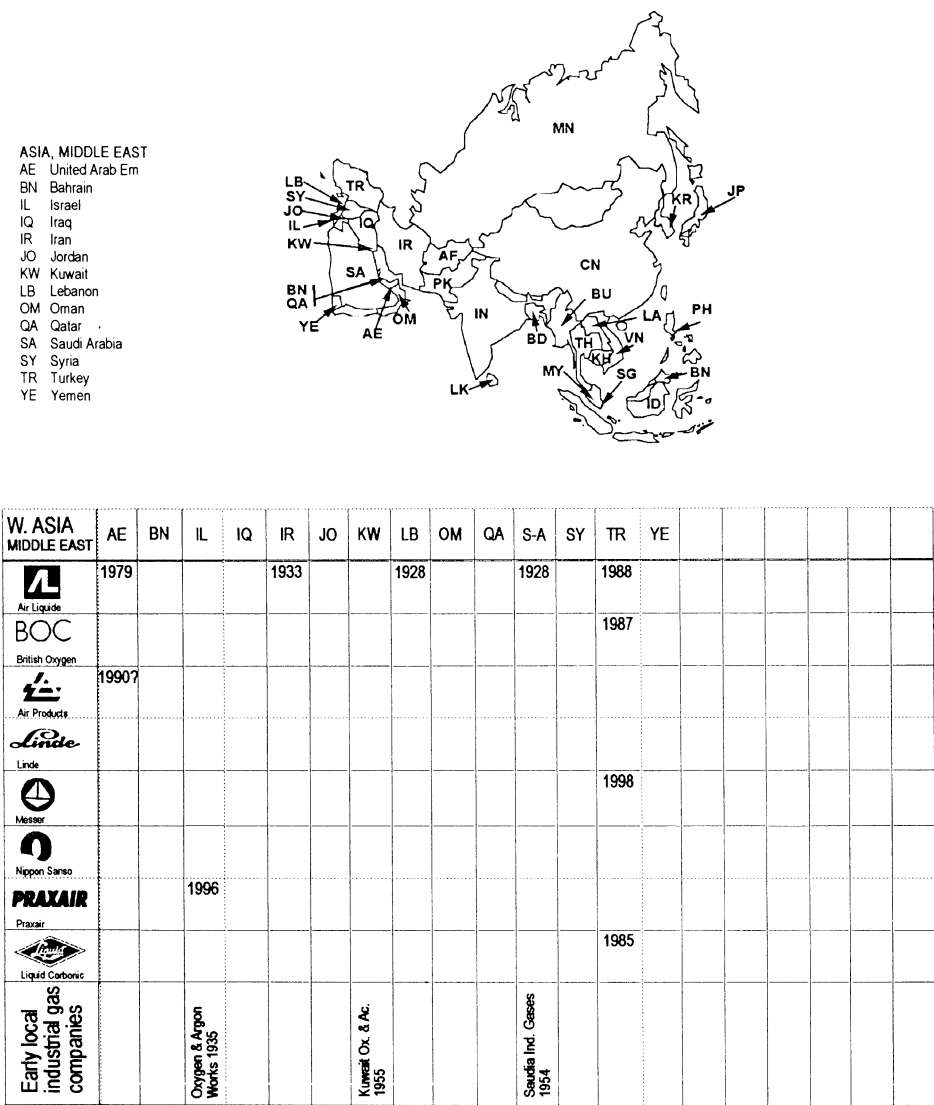 ASIA, MIDDLE EAST
AE United Arab Em
BN Bahrain
IL Israel
IQ Iraq
IR Iran
JO Jordan
KW Kuwait
LB Lebanon
OM Oman
QA Qatar
SA Saudi Arabia
SY Syria
TR Turkey
YE Yemen
MN
LB
SY
JO
IL
KW
TR
IQ
IR
AF
PK
SA
BN
QA
YE
AE
OM
IN
LK
CN
KR
JP
BU
BD
LA
PH
TH
VN
KH
MY
SG
BN
ID
W. ASIA
MIDDLE EAST AE BN IL IQ IR JO KW LB OM QA S-A SY TR YE
Air Liquide 1979 1933 1928 1928 1988
BOC 1987
British Oxygen
1990?
Air Products
Linde
Linde
1998
Messer
Nippon Sanso
PRAXAIR 1996
Praxair
Liquid 1985
Liquid Carbonic
Early local
industrial gas
companies
Oxygen & Argon
Works 1935
Kuwait Ox. & Ac.
1955
Saudia Ind. Gases
1954